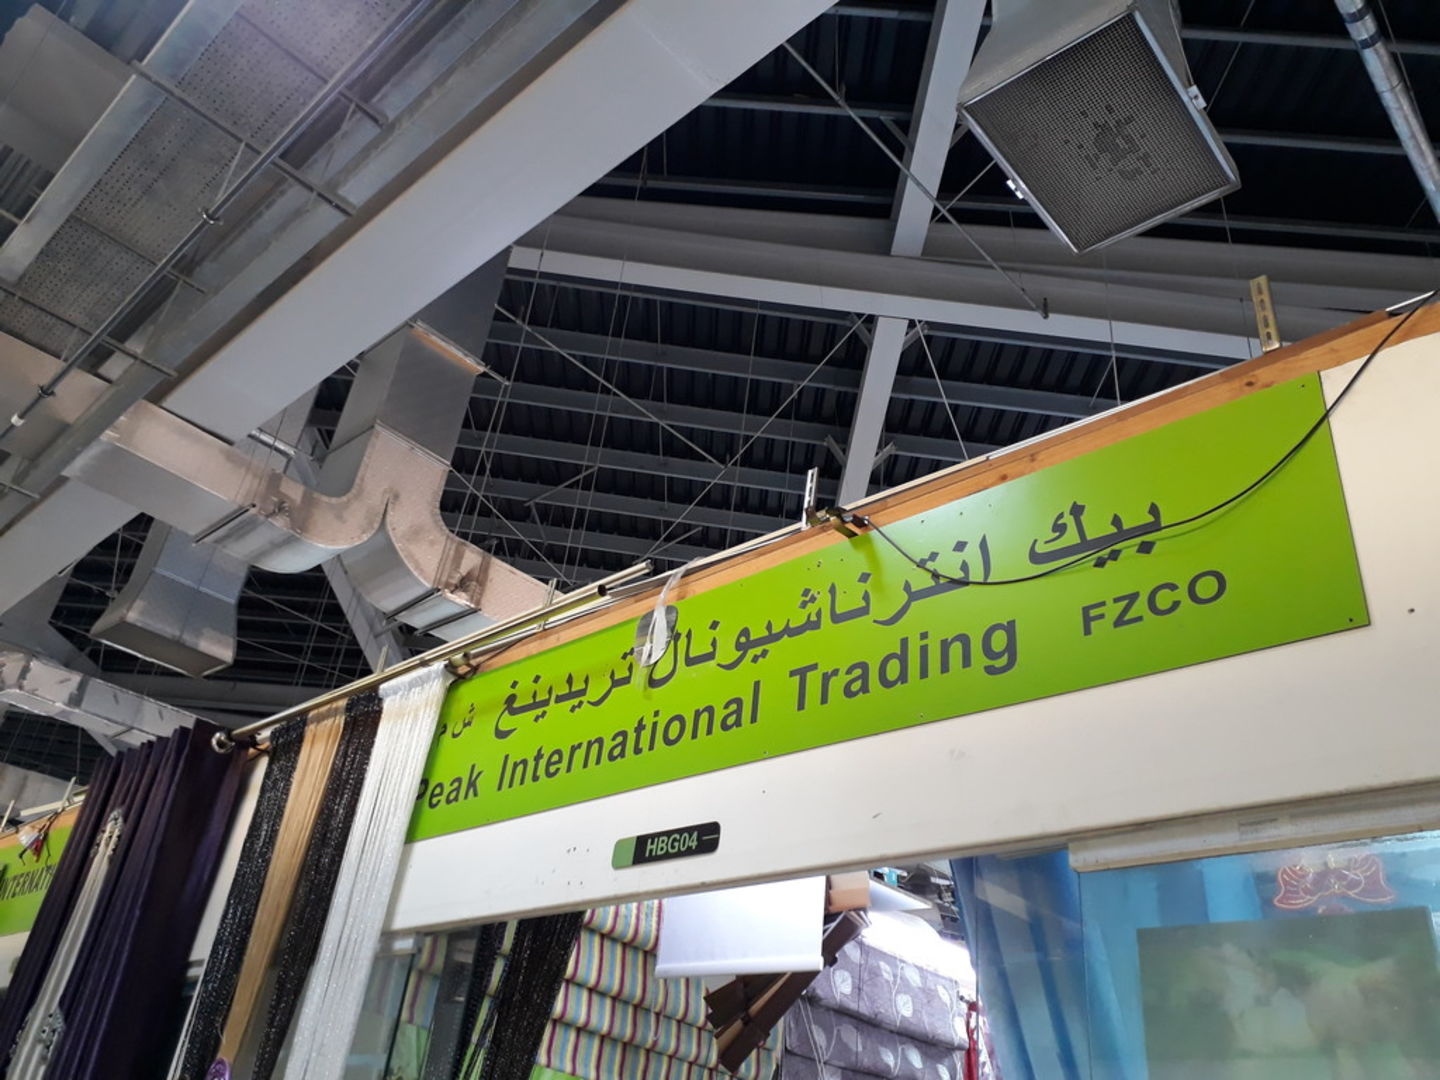 بيك انترناشيونال تريدينغ ش م
Peak International Trading FZCO
HBG04